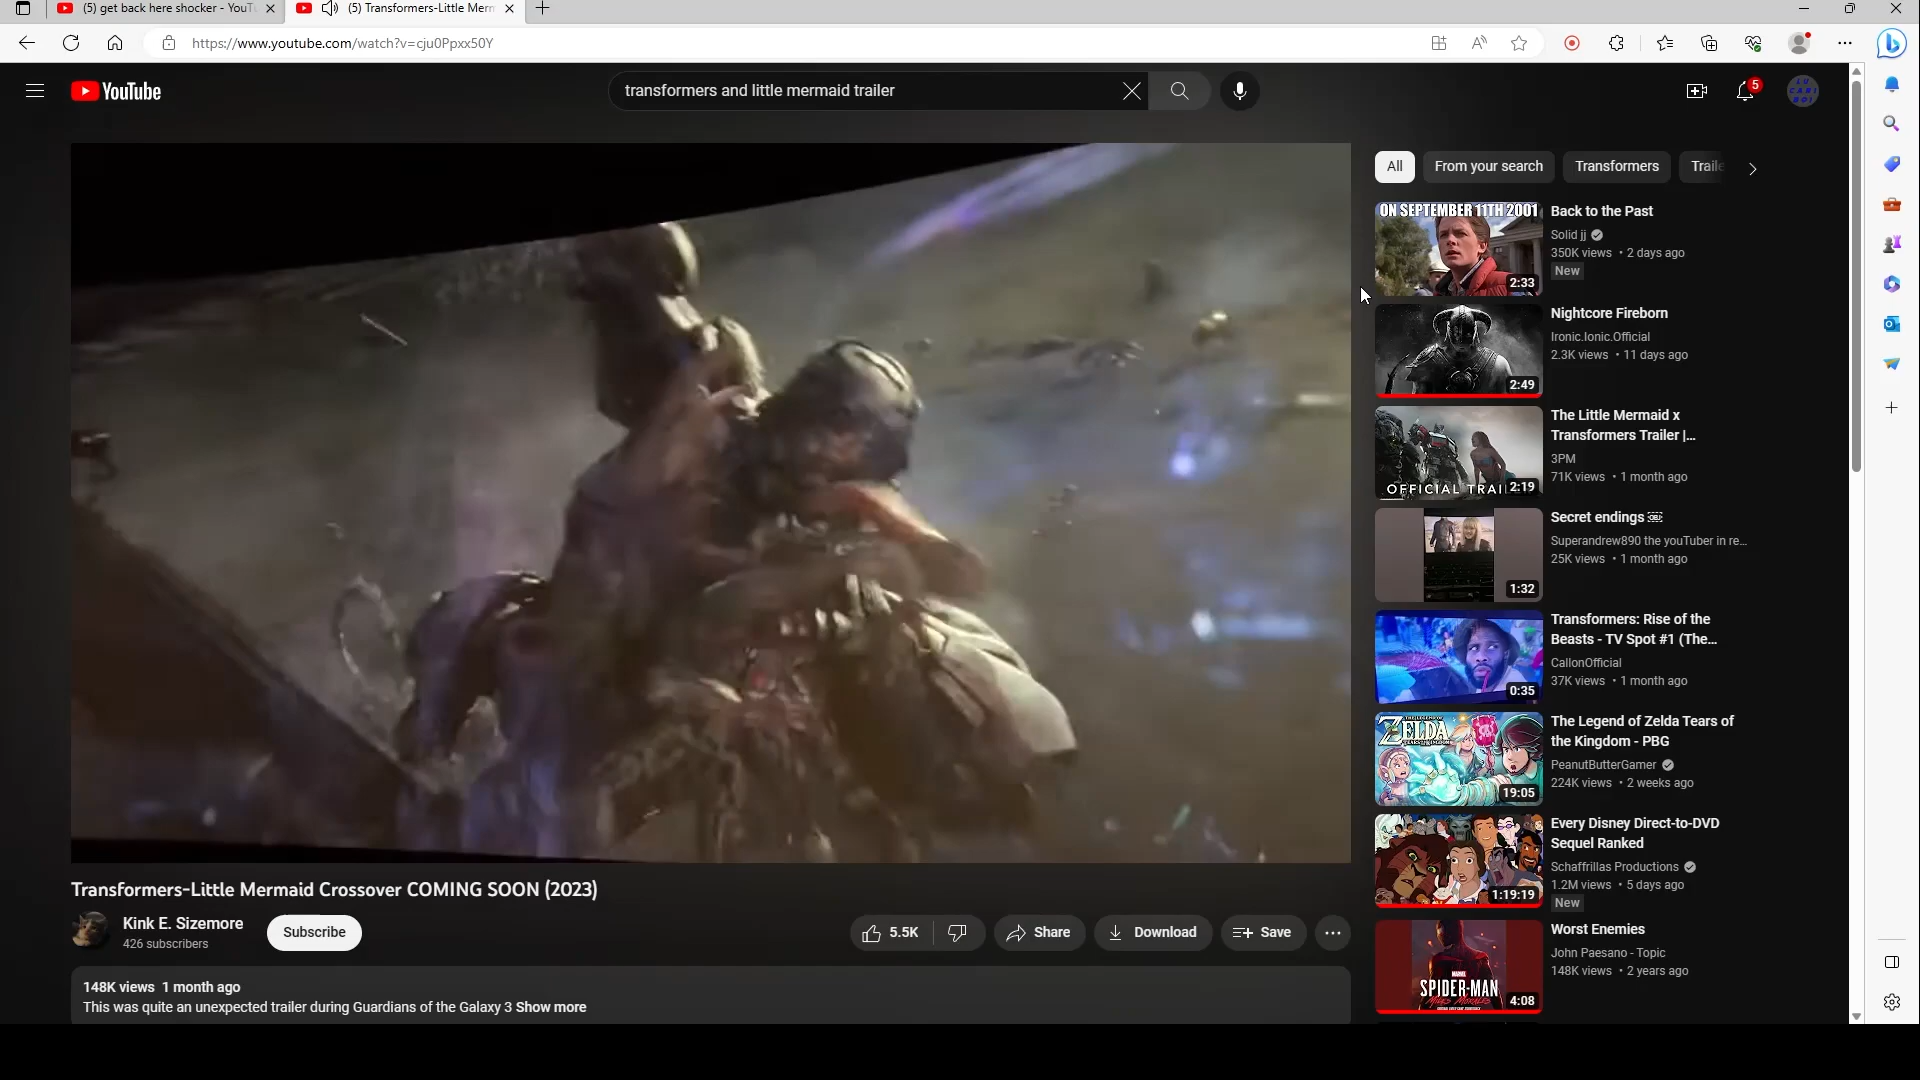 (5) get back here shocker - YouTu
(5) Transformers-Little Merm
https://www.youtube.com/watch?v=cju0Ppxx50Y
YouTube
transformers and little mermaid trailer
5
All
From your search
Transformers
Traile
ON SEPTEMBER 11TH 2001
2:33
Back to the Past
Solid jj
350K views • 2 days ago
New
2:49
Nightcore Fireborn
Ironic.Ionic.Official
2.3K views • 11 days ago
OFFICIAL TRAI
2:19
The Little Mermaid x
Transformers Trailer |...
3PM
71K views • 1 month ago
1:32
Secret endings
Superandrew890 the youTuber in re...
25K views • 1 month ago
0:35
Transformers: Rise of the
Beasts - TV Spot #1 (The...
CallonOfficial
37K views • 1 month ago
ZELDA
19:05
The Legend of Zelda Tears of
the Kingdom - PBG
PeanutButterGamer
224K views • 2 weeks ago
1:19:19
Every Disney Direct-to-DVD
Sequel Ranked
Schaffrillas Productions
1.2M views • 5 days ago
New
MARVEL
SPIDER-MAN
MILES MORALES
4:08
Worst Enemies
John Paesano - Topic
148K views • 2 years ago
Transformers-Little Mermaid Crossover COMING SOON (2023)
Kink E. Sizemore
426 subscribers
Subscribe
5.5K
Share
Download
Save
148K views 1 month ago
This was quite an unexpected trailer during Guardians of the Galaxy 3 Show more